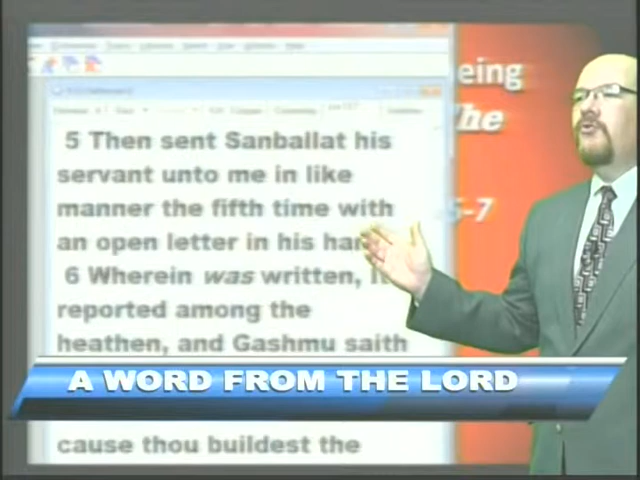 eing
he
5-7
5 Then sent Sanballat his
servant unto me in like
manner the fifth time with
an open letter in his
6 Wherein was written,
reported among the
heathen, and Gashmu saith
A WORD FROM THE LORD
cause thou buildest the